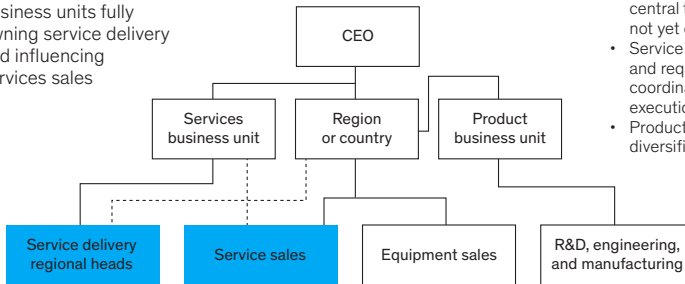 usiness units fully
wning service delivery
d influencing
rvices sales
CEO
central t
not yet
• Service
and req
coordina
executio
• Product
diversifi
Services
business unit
Region
or country
Product
business unit
Service delivery
regional heads
Service sales
Equipment sales
R&D, engineering,
and manufacturing